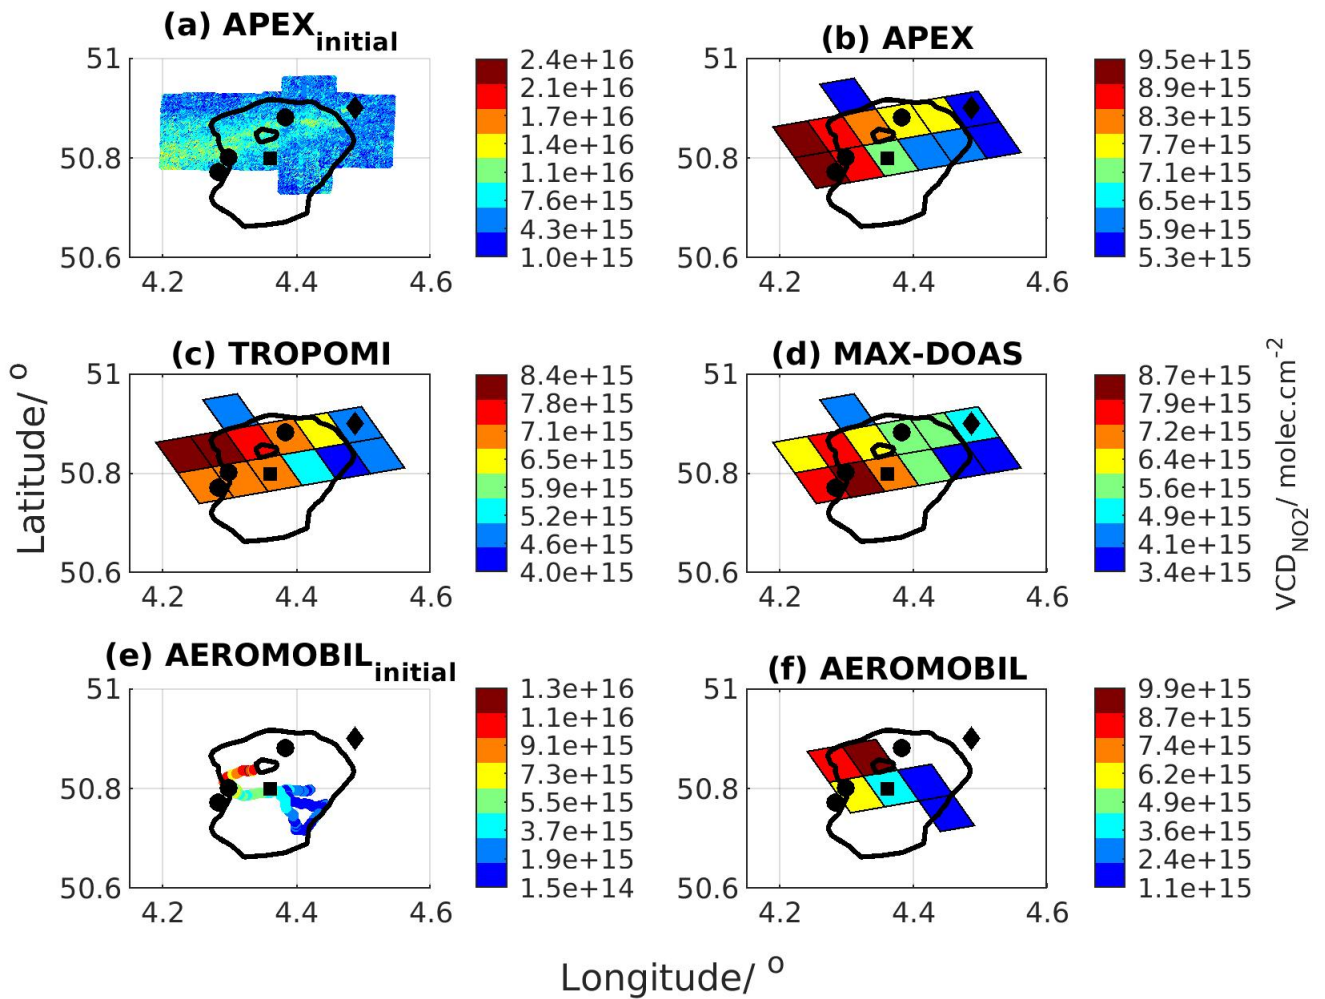 (a) APEX_initial
(b) APEX
51
50.8
50.6
4.2 4.4 4.6
2.4e+16
2.1e+16
1.7e+16
1.4e+16
1.1e+16
7.6e+15
4.3e+15
1.0e+15
51
50.8
50.6
4.2 4.4 4.6
9.5e+15
8.9e+15
8.3e+15
7.7e+15
7.1e+15
6.5e+15
5.9e+15
5.3e+15
(c) TROPOMI
(d) MAX-DOAS
51
50.8
50.6
4.2 4.4 4.6
8.4e+15
7.8e+15
7.1e+15
6.5e+15
5.9e+15
5.2e+15
4.6e+15
4.0e+15
51
50.8
50.6
4.2 4.4 4.6
8.7e+15
7.9e+15
7.2e+15
6.4e+15
5.6e+15
4.9e+15
4.1e+15
3.4e+15
(e) AEROMOBIL_initial
(f) AEROMOBIL
51
50.8
50.6
4.2 4.4 4.6
1.3e+16
1.1e+16
9.1e+15
7.3e+15
5.5e+15
3.7e+15
1.9e+15
1.5e+14
51
50.8
50.6
4.2 4.4 4.6
9.9e+15
8.7e+15
7.4e+15
6.2e+15
4.9e+15
3.6e+15
2.4e+15
1.1e+15
Latitude/ °
Longitude/ °
VCD_NO2/ molec.cm^-2